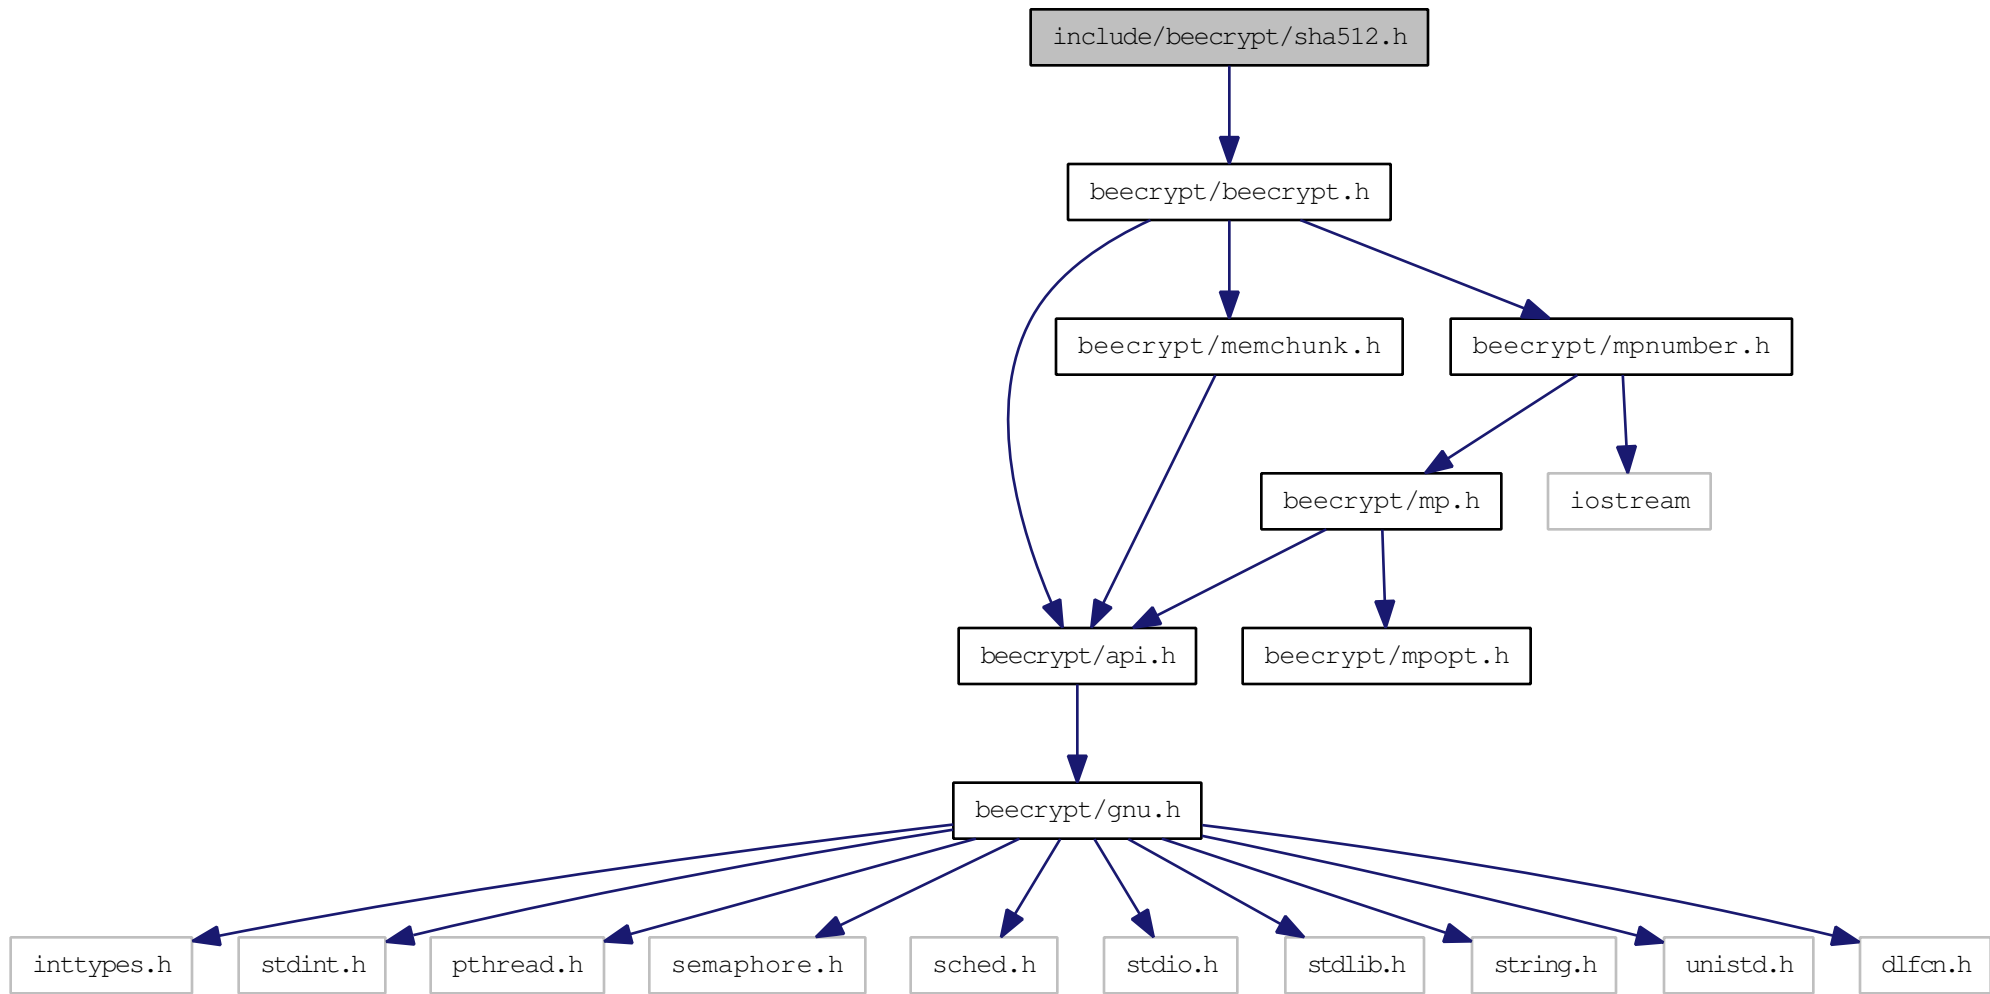 include/beecrypt/sha512.h
beecrypt/beecrypt.h
beecrypt/memchunk.h
beecrypt/mpnumber.h
beecrypt/mp.h
iostream
beecrypt/api.h
beecrypt/mpopt.h
beecrypt/gnu.h
inttypes.h
stdint.h
pthread.h
semaphore.h
sched.h
stdio.h
stdlib.h
string.h
unistd.h
dlfcn.h